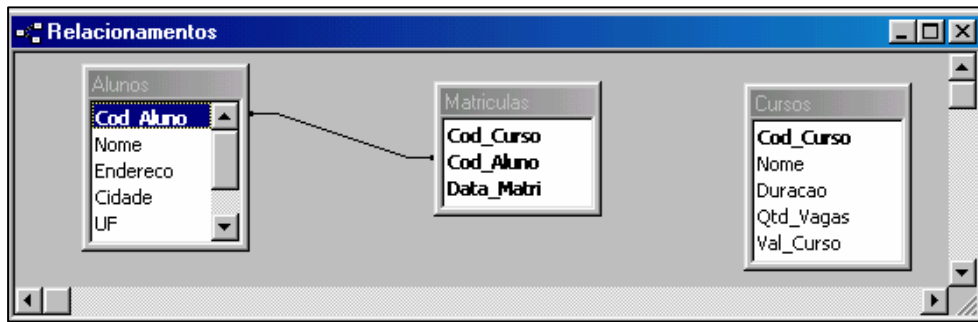 Relacionamentos
Alunos
Cod_Aluno
Nome
Endereco
Cidade
UF
Matriculas
Cod_Curso
Cod_Aluno
Data_Matri
Cursos
Cod_Curso
Nome
Duracao
Qtd_Vagas
Val_Curso